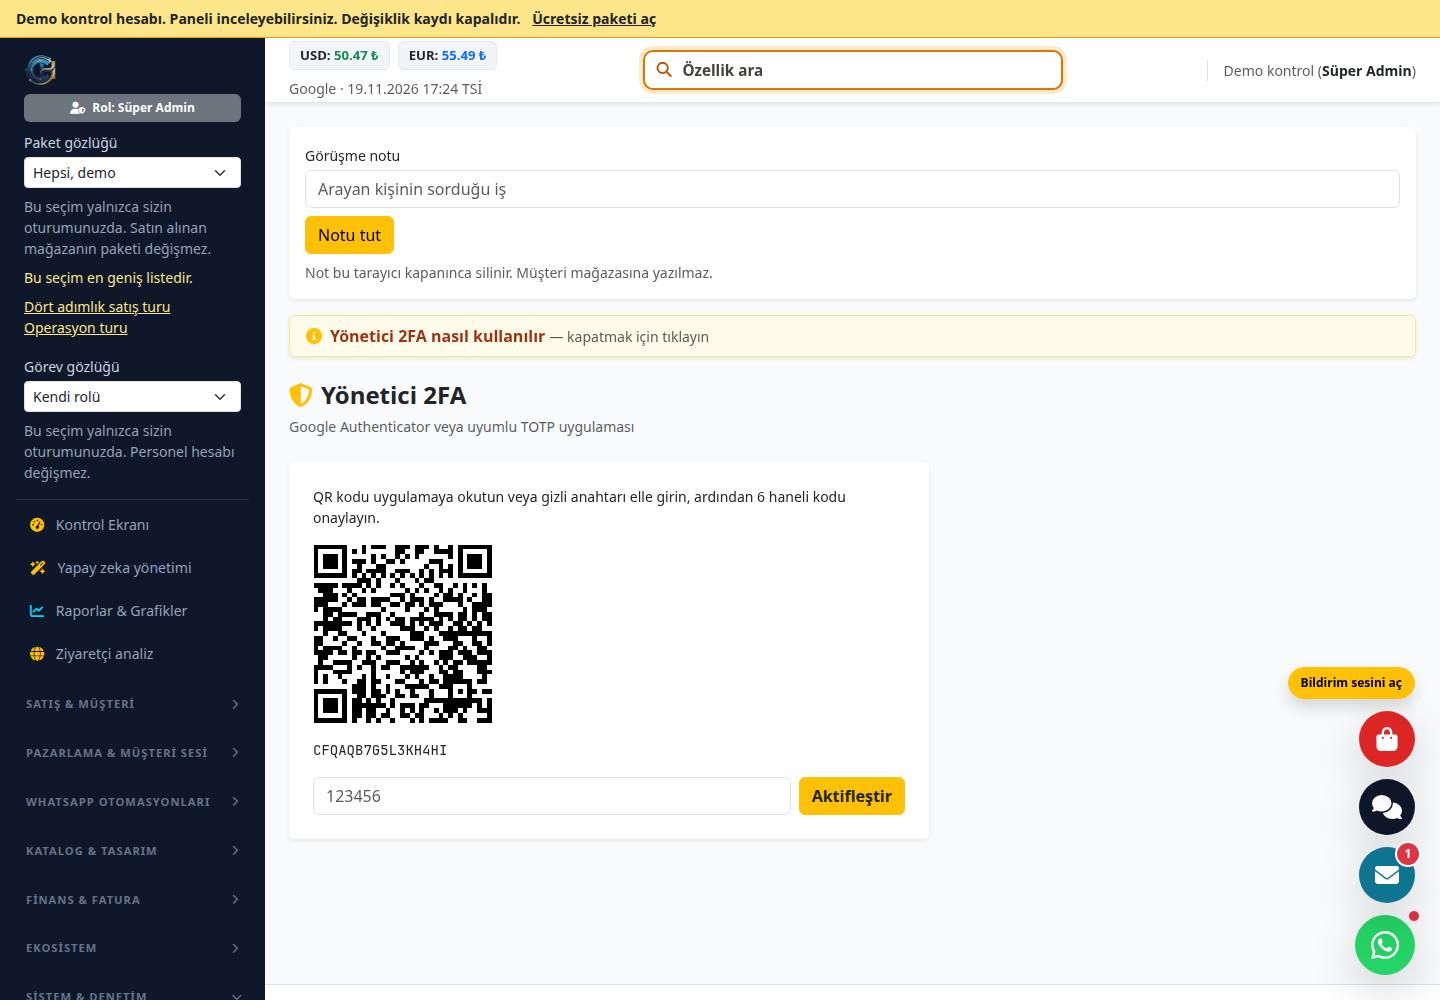 Demo kontrol hesabı. Paneli inceleyebilirsiniz. Değişiklik kaydı kapalıdır. Ücretsiz paketi aç
Rol: Süper Admin
Paket gözlüğü
Hepsi, demo
Bu seçim yalnızca sizin
oturumunuzda. Satın alınan
mağazanın paketi değişmez.
Bu seçim en geniş listedir.
Dört adımlık satış turu
Operasyon turu
Görev gözlüğü
Kendi rolü
Bu seçim yalnızca sizin
oturumunuzda. Personel hesabı
değişmez.
Kontrol Ekranı
Yapay zeka yönetimi
Raporlar & Grafikler
Ziyaretçi analiz
SATIŞ & MÜŞTERİ
PAZARLAMA & MÜŞTERİ SESİ
WHATSAPP OTOMASYONLARI
KATALOG & TASARIM
FİNANS & FATURA
EKOSİSTEM
SİSTEM & DENETİM
USD: 50.47 ₺ EUR: 55.49 ₺
Google · 19.11.2026 17:24 TSİ
Özellik ara
Demo kontrol (Süper Admin)
Görüşme notu
Arayan kişinin sorduğu iş
Notu tut
Not bu tarayıcı kapanınca silinir. Müşteri mağazasına yazılmaz.
Yönetici 2FA nasıl kullanılır — kapatmak için tıklayın
Yönetici 2FA
Google Authenticator veya uyumlu TOTP uygulaması
QR kodu uygulamaya okutun veya gizli anahtarı elle girin, ardından 6 haneli kodu
onaylayın.
CFQAQB7G5L3KH4HI
123456
Aktifleştir
Bildirim sesini aç
1